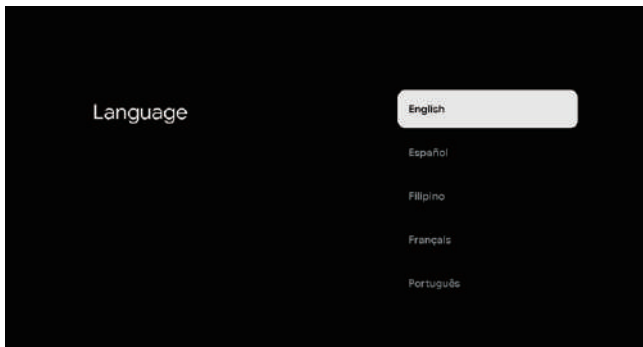 Language
English
Español
Filipino
Français
Português